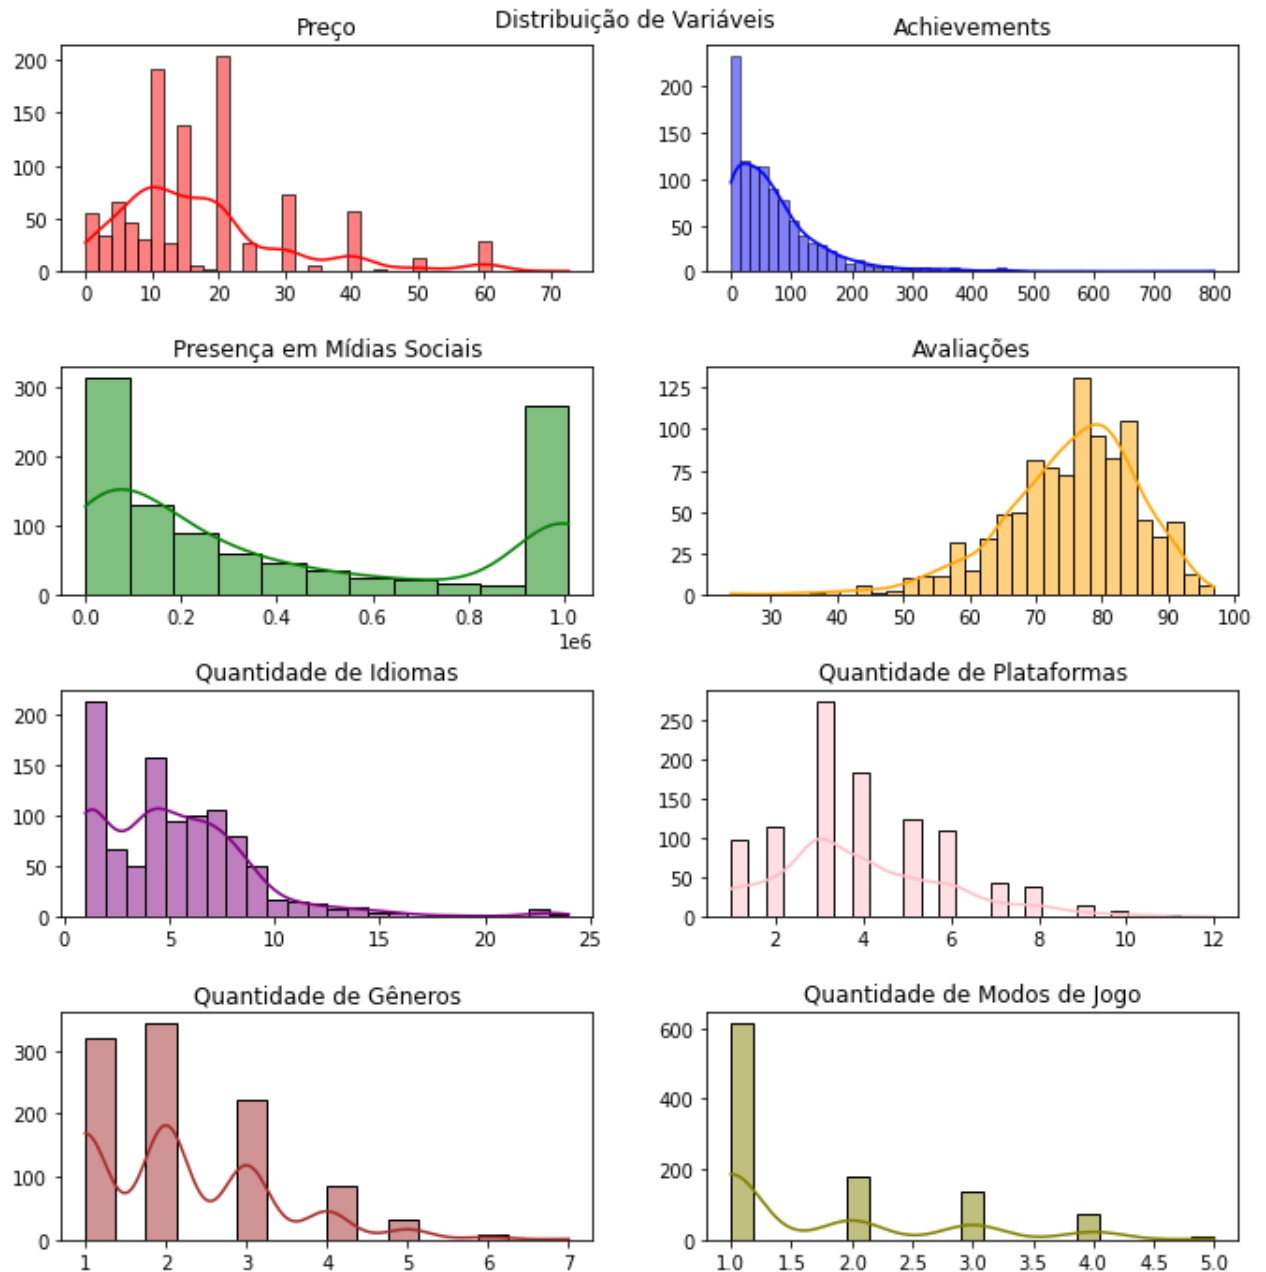 Distribuição de Variáveis
Preço
200
150
100
50
0
0 10 20 30 40 50 60 70
Achievements
200
150
100
50
0
0 100 200 300 400 500 600 700 800
Presença em Mídias Sociais
300
200
100
0
0.0 0.2 0.4 0.6 0.8 1.0
1e6
Avaliações
125
100
75
50
25
0
30 40 50 60 70 80 90 100
Quantidade de Idiomas
200
150
100
50
0
0 5 10 15 20 25
Quantidade de Plataformas
250
200
150
100
50
0
2 4 6 8 10 12
Quantidade de Gêneros
300
200
100
0
1 2 3 4 5 6 7
Quantidade de Modos de Jogo
600
400
200
0
1.0 1.5 2.0 2.5 3.0 3.5 4.0 4.5 5.0